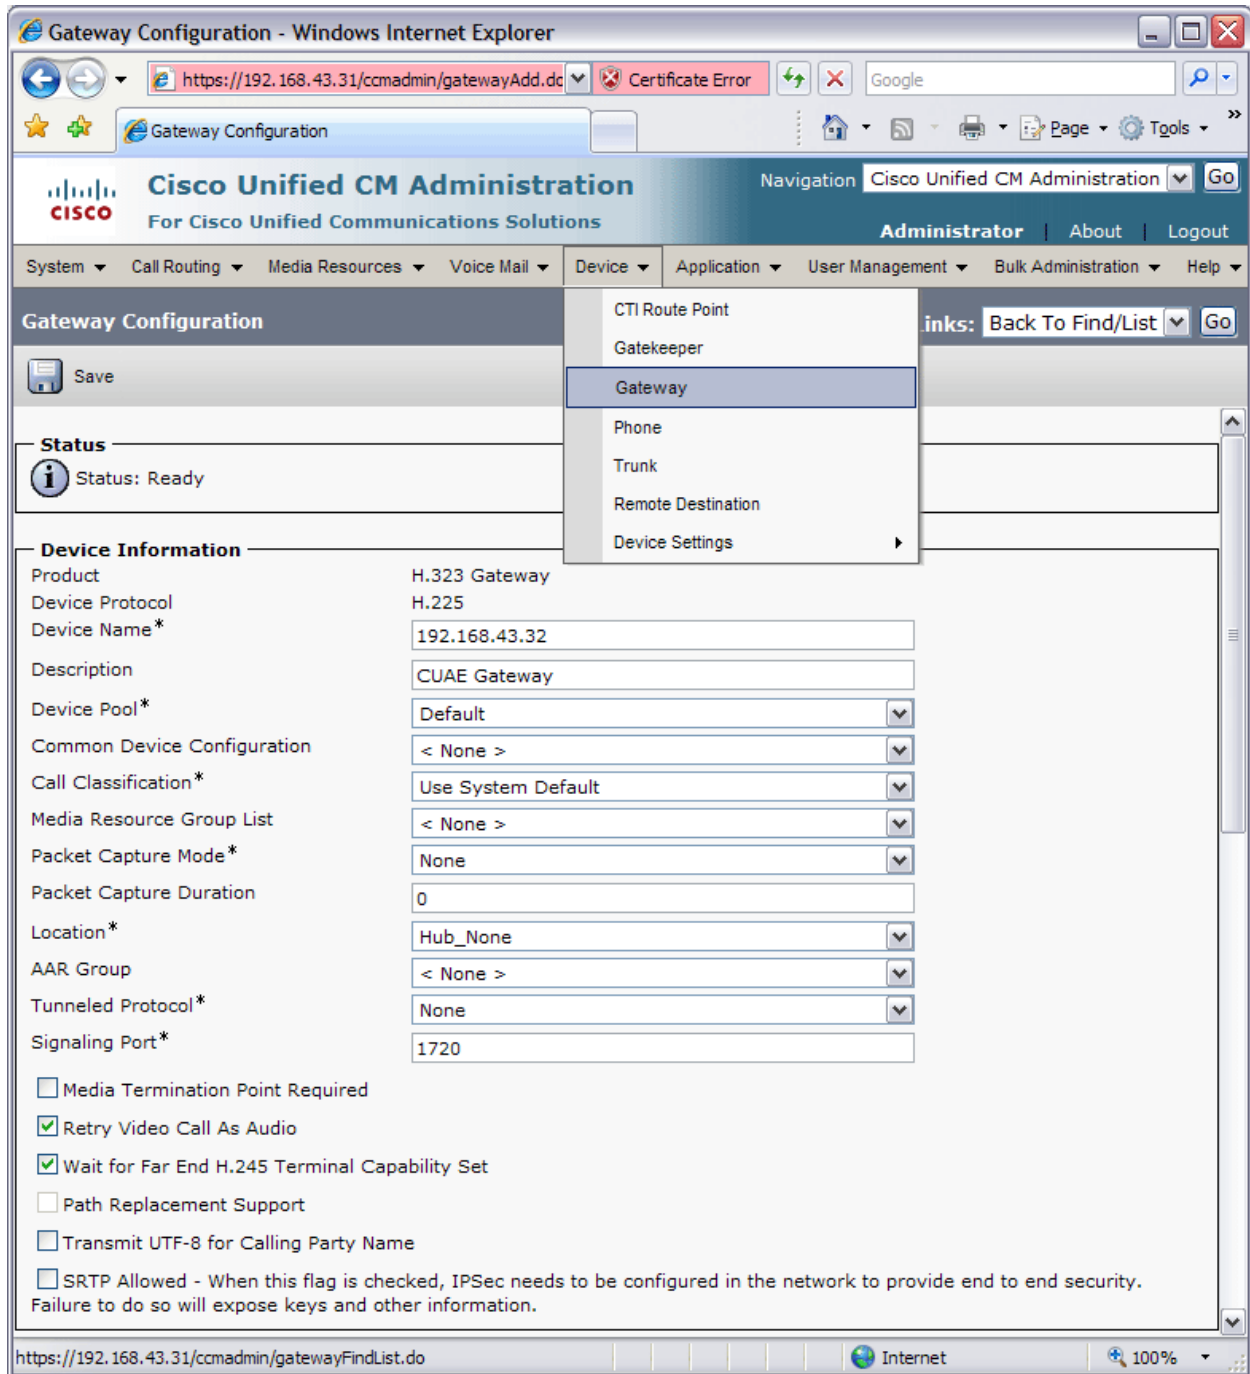 Gateway Configuration - Windows Internet Explorer
https://192.168.43.31/ccmadmin/gatewayAdd.dc Certificate Error Google
Gateway Configuration Page Tools »
cisco Cisco Unified CM Administration Navigation Cisco Unified CM Administration Go
For Cisco Unified Communications Solutions Administrator | About | Logout
System Call Routing Media Resources Voice Mail Device Application User Management Bulk Administration Help
Gateway Configuration inks: Back To Find/List Go
Save
CTI Route Point
Gatekeeper
Gateway
Phone
Trunk
Remote Destination
Device Settings
Status
Status: Ready
Device Information
Product H.323 Gateway
Device Protocol H.225
Device Name* 192.168.43.32
Description CUAE Gateway
Device Pool* Default
Common Device Configuration < None >
Call Classification* Use System Default
Media Resource Group List < None >
Packet Capture Mode* None
Packet Capture Duration 0
Location* Hub_None
AAR Group < None >
Tunneled Protocol* None
Signaling Port* 1720
Media Termination Point Required
Retry Video Call As Audio
Wait for Far End H.245 Terminal Capability Set
Path Replacement Support
Transmit UTF-8 for Calling Party Name
SRTP Allowed - When this flag is checked, IPSec needs to be configured in the network to provide end to end security.
Failure to do so will expose keys and other information.
https://192.168.43.31/ccmadmin/gatewayFindList.do Internet 100%